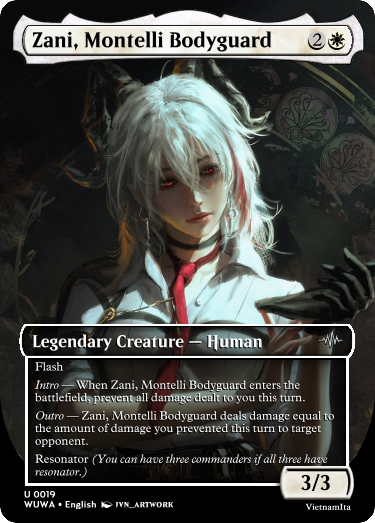 Zani, Montelli Bodyguard 2
Legendary Creature — Human
Flash
Intro — When Zani, Montelli Bodyguard enters the
battlefield, prevent all damage dealt to you this turn.
Outro — Zani, Montelli Bodyguard deals damage equal to
the amount of damage you prevented this turn to target
opponent.
Resonator (You can have three commanders if all three have
resonator.)
3/3
U 0019
WUWA • English JVN_ARTWORK
VietnamIta